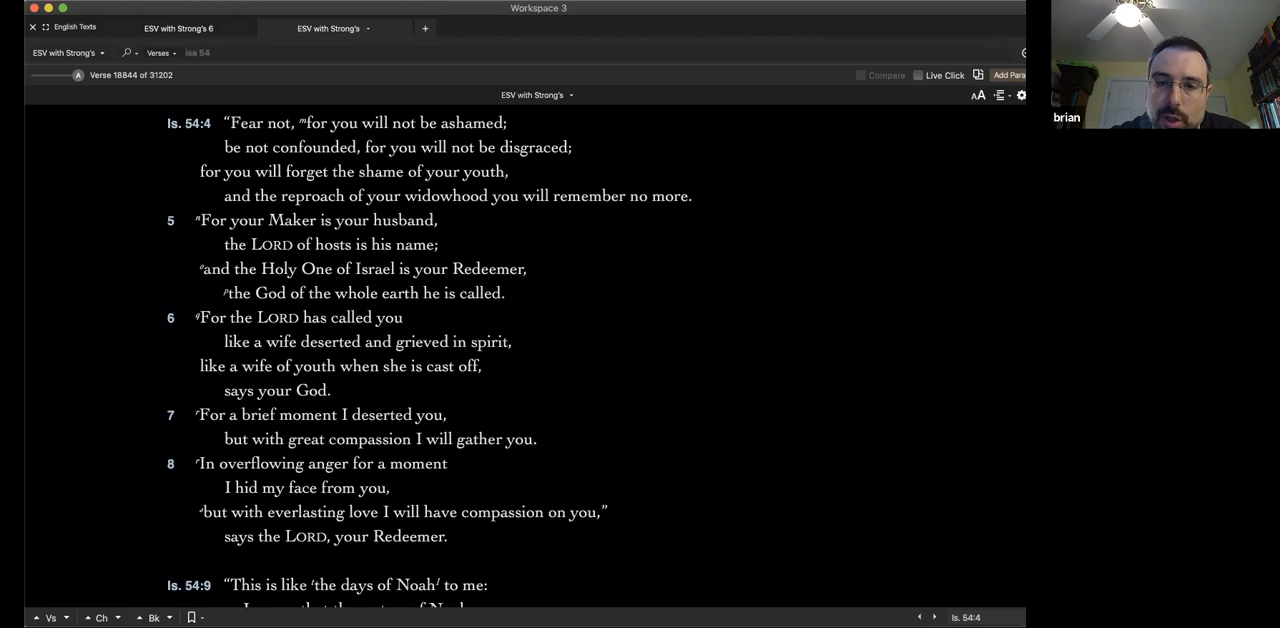 Workspace 3
English Texts
ESV with Strong's 6
ESV with Strong's
+
ESV with Strong's
Verses
isa 54
A Verse 18844 of 31202
Compare
Live Click
Add Para
ESV with Strong's
AA
Is. 54:4 “Fear not, m for you will not be ashamed;
be not confounded, for you will not be disgraced;
for you will forget the shame of your youth,
and the reproach of your widowhood you will remember no more.
5 n For your Maker is your husband,
the LORD of hosts is his name;
o and the Holy One of Israel is your Redeemer,
p the God of the whole earth he is called.
6 q For the LORD has called you
like a wife deserted and grieved in spirit,
like a wife of youth when she is cast off,
says your God.
7 r For a brief moment I deserted you,
but with great compassion I will gather you.
8 r In overflowing anger for a moment
I hid my face from you,
s but with everlasting love I will have compassion on you,”
says the LORD, your Redeemer.
Is. 54:9 “This is like t the days of Noah f to me:
Vs
Ch
Bk
Is. 54:4
brian